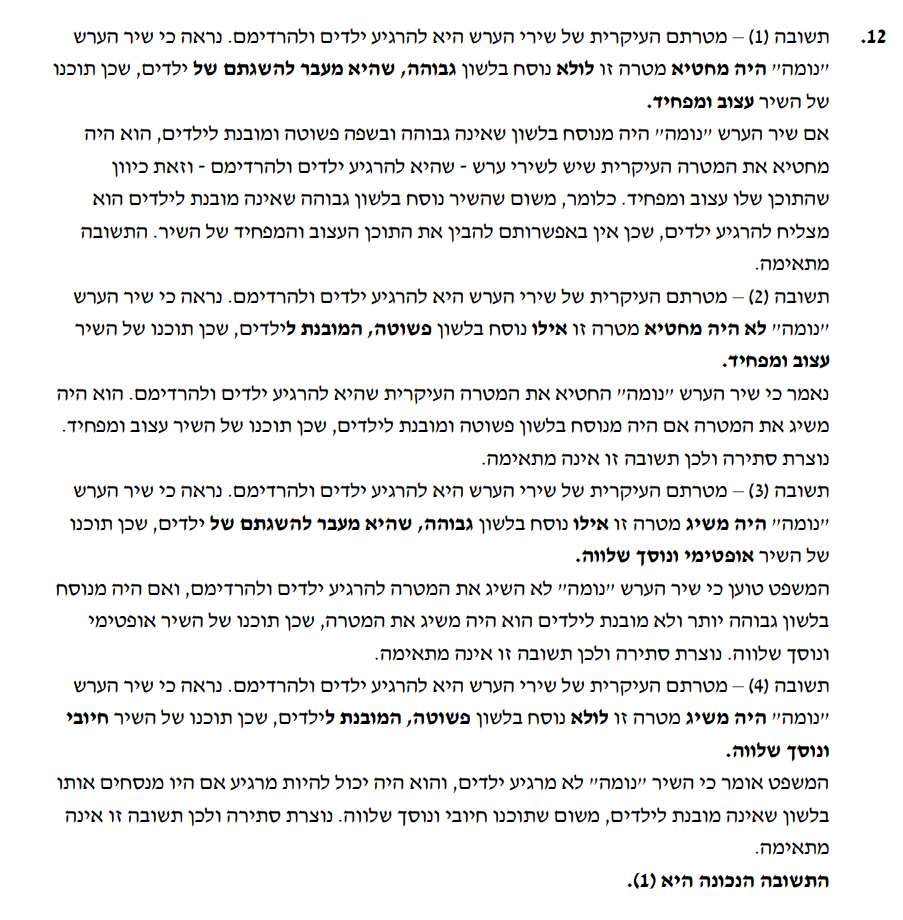 12. תשובה (1) – מטרתם העיקרית של שירי הערש היא להרגיע ילדים ולהרדימם. נראה כי שיר הערש
״נומה״ היה מחטיא מטרה זו לולא נוסח בלשון גבוהה, שהיא מעבר להשגתם של ילדים, שכן תוכנו
של השיר עצוב ומפחיד.
אם שיר הערש ״נומה״ היה מנוסח בלשון שאינה גבוהה ובשפה פשוטה ומובנת לילדים, הוא היה
מחטיא את המטרה העיקרית שיש לשירי ערש - שהיא להרגיע ילדים ולהרדימם - וזאת כיוון
שהתוכן שלו עצוב ומפחיד. כלומר, משום שהשיר נוסח בלשון גבוהה שאינה מובנת לילדים הוא
מצליח להרגיע ילדים, שכן אין באפשרותם להבין את התוכן העצוב והמפחיד של השיר. התשובה
מתאימה.
תשובה (2) – מטרתם העיקרית של שירי הערש היא להרגיע ילדים ולהרדימם. נראה כי שיר הערש
״נומה״ לא היה מחטיא מטרה זו אילו נוסח בלשון פשוטה, המובנת לילדים, שכן תוכנו של השיר
עצוב ומפחיד.
נאמר כי שיר הערש ״נומה״ החטיא את המטרה העיקרית שהיא להרגיע ילדים ולהרדימם. הוא היה
משיג את המטרה אם היה מנוסח בלשון פשוטה ומובנת לילדים, שכן תוכנו של השיר עצוב ומפחיד.
נוצרת סתירה ולכן תשובה זו אינה מתאימה.
תשובה (3) – מטרתם העיקרית של שירי הערש היא להרגיע ילדים ולהרדימם. נראה כי שיר הערש
״נומה״ היה משיג מטרה זו אילו נוסח בלשון גבוהה, שהיא מעבר להשגתם של ילדים, שכן תוכנו
של השיר אופטימי ונוסך שלווה.
המשפט טוען כי שיר הערש ״נומה״ לא השיג את המטרה להרגיע ילדים ולהרדימם, ואם היה מנוסח
בלשון גבוהה יותר ולא מובנת לילדים הוא היה משיג את המטרה, שכן תוכנו של השיר אופטימי
ונוסך שלווה. נוצרת סתירה ולכן תשובה זו אינה מתאימה.
תשובה (4) – מטרתם העיקרית של שירי הערש היא להרגיע ילדים ולהרדימם. נראה כי שיר הערש
״נומה״ היה משיג מטרה זו לולא נוסח בלשון פשוטה, המובנת לילדים, שכן תוכנו של השיר חיובי
ונוסך שלווה.
המשפט אומר כי השיר ״נומה״ לא מרגיע ילדים, והוא היה יכול להיות מרגיע אם היו מנסחים אותו
בלשון שאינה מובנת לילדים, משום שתוכנו חיובי ונוסך שלווה. נוצרת סתירה ולכן תשובה זו אינה
מתאימה.
התשובה הנכונה היא (1).